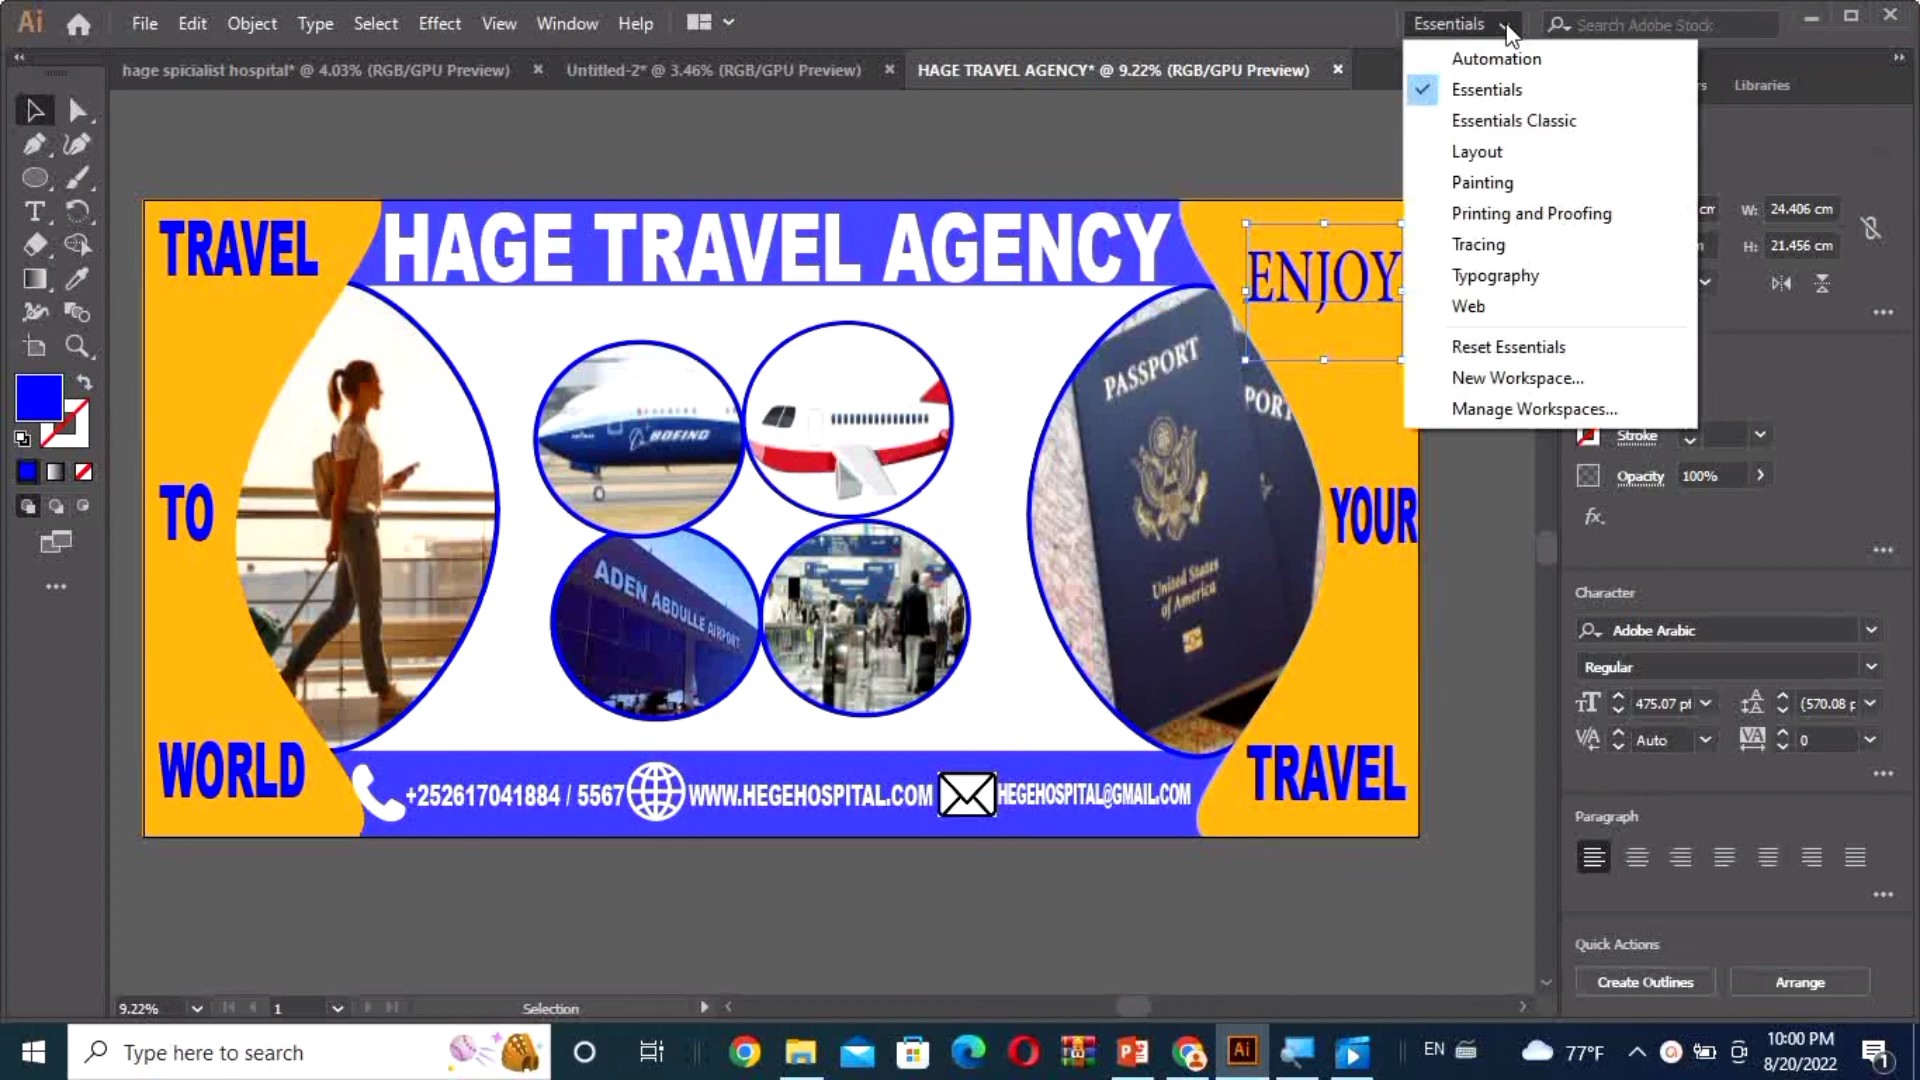 Ai File Edit Object Type Select Effect View Window Help
Essentials Search Adobe Stock
hage spicialist hospital* @ 4.03% (RGB/GPU Preview) Untitled-2* @ 3.46% (RGB/GPU Preview) HAGE TRAVEL AGENCY* @ 9.22% (RGB/GPU Preview)
Libraries
Automation
Essentials
Essentials Classic
Layout
Painting
Printing and Proofing
Tracing
Typography
Web
Reset Essentials
New Workspace...
Manage Workspaces...
W: 24.406 cm
H: 21.456 cm
Stroke
Opacity 100%
fx.
Character
Adobe Arabic
Regular
475.07 pt (570.08 p
Auto 0
Paragraph
Quick Actions
Create Outlines Arrange
TRAVEL
HAGE TRAVEL AGENCY
ENJOY
PASSPORT
PORT
BOEING
TO
YOUR
ADEN ABDULLE AIRPORT
United States
of America
WORLD
TRAVEL
+252617041884 / 5567 WWW.HEGEHOSPITAL.COM HEGEHOSPITAL@GMAIL.COM
9.22% 1 Selection
Type here to search
Ai
EN
77°F
10:00 PM
8/20/2022
1